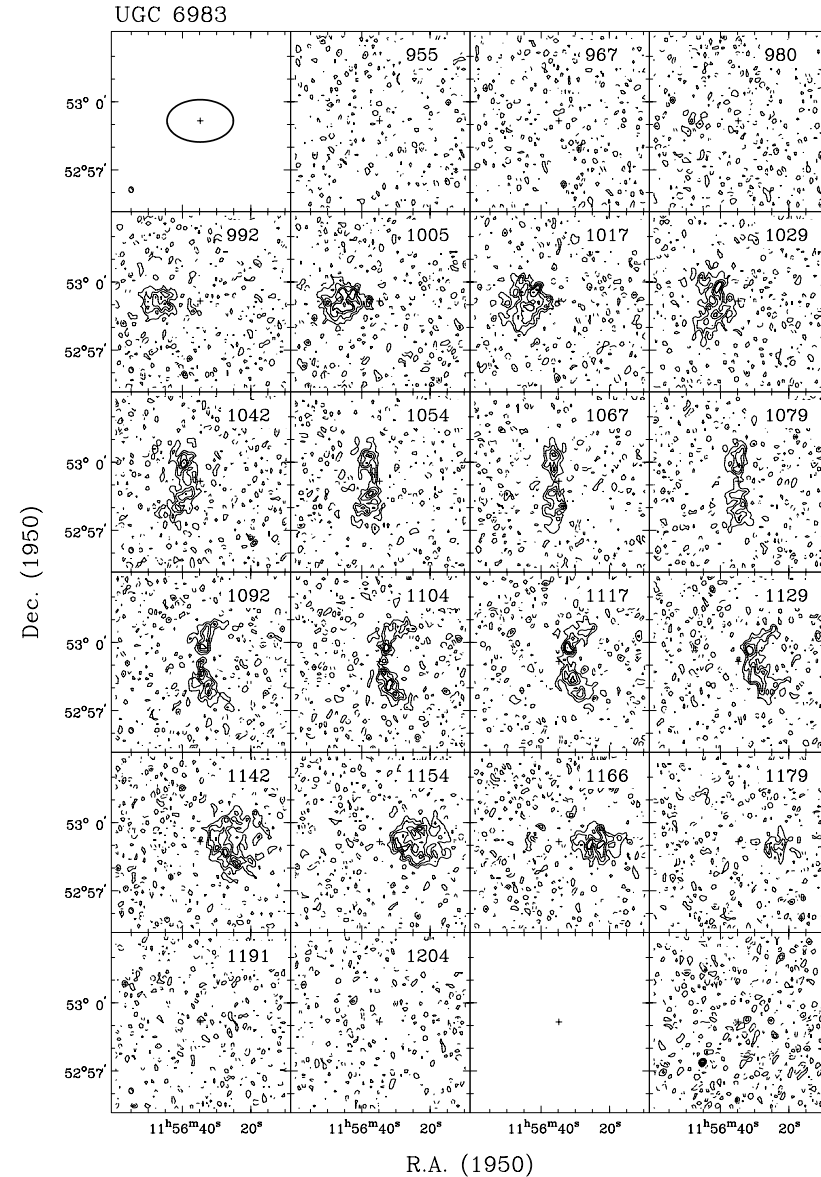 UGC 6983
955 967 980
53° 0′
52°57′
992 1005 1017 1029
53° 0′
52°57′
1042 1054 1067 1079
53° 0′
52°57′
Dec. (1950)
1092 1104 1117 1129
53° 0′
52°57′
1142 1154 1166 1179
53° 0′
52°57′
1191 1204
53° 0′
52°57′
11ʰ56ᵐ40ˢ 20ˢ 11ʰ56ᵐ40ˢ 20ˢ 11ʰ56ᵐ40ˢ 20ˢ 11ʰ56ᵐ40ˢ 20ˢ
R.A. (1950)